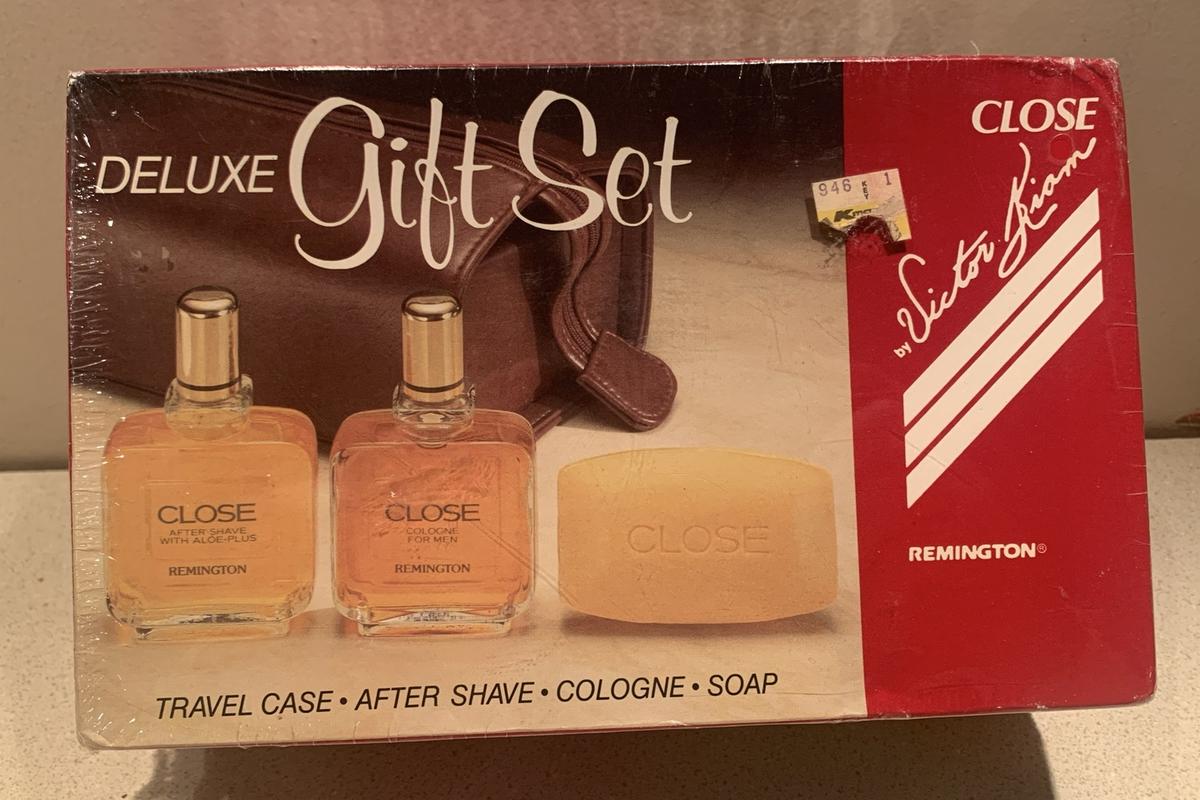 DELUXE Gift Set
CLOSE
by Victor Kiam
946 KEY 1
Kmart
CLOSE
AFTER SHAVE
WITH ALOE-PLUS
REMINGTON
CLOSE
COLOGNE
FOR MEN
REMINGTON
CLOSE
REMINGTON®
TRAVEL CASE • AFTER SHAVE • COLOGNE • SOAP